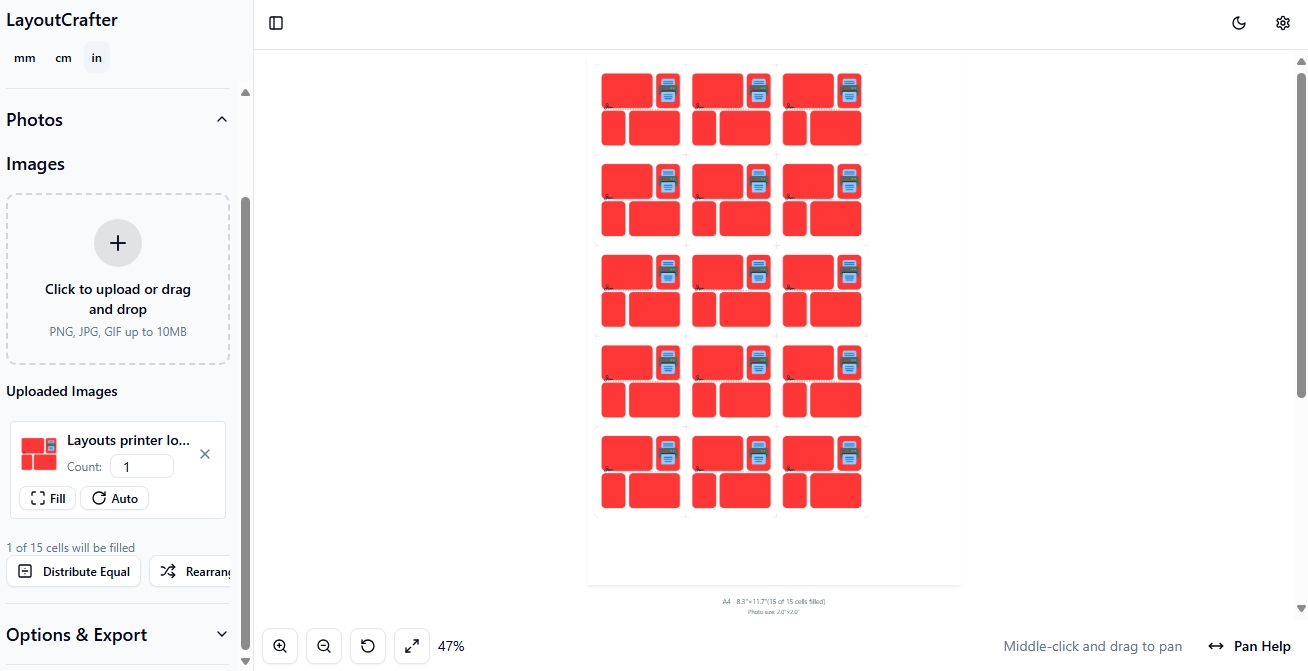 LayoutCrafter
mm cm in
Photos
Images
Click to upload or drag
and drop
PNG, JPG, GIF up to 10MB
Uploaded Images
Layouts printer lo...
Count: 1
Fill Auto
1 of 15 cells will be filled
Distribute Equal Rearrang
Options & Export
A4 - 8.3"×11.7"(15 of 15 cells filled)
Photo size: 2.0"×2.0"
47%
Middle-click and drag to pan
Pan Help